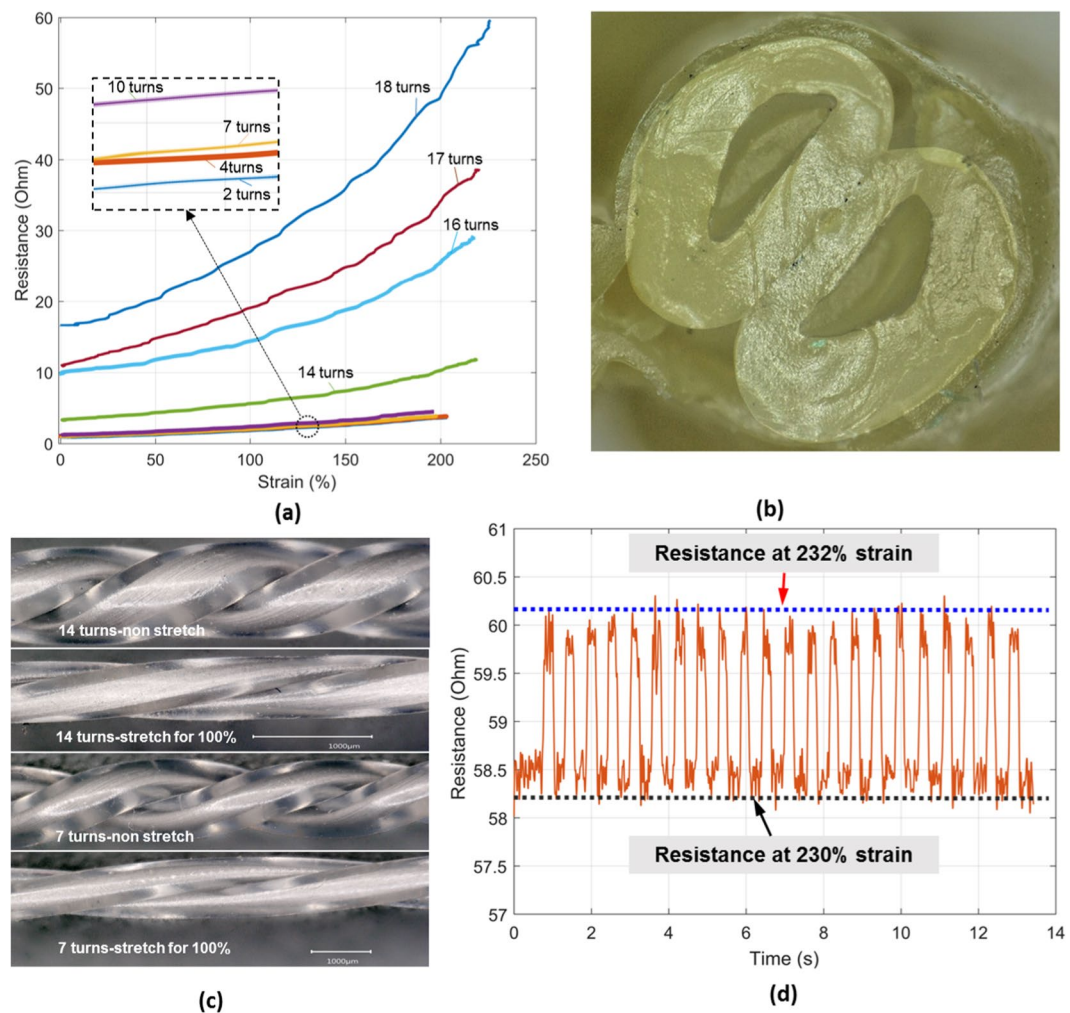 60
50
40
30
20
10
0
Resistance (Ohm)
10 turns
7 turns
4turns
2 turns
18 turns
17 turns
16 turns
14 turns
0 50 100 150 200 250
Strain (%)
(a)
(b)
14 turns-non stretch
14 turns-stretch for 100%
1000µm
7 turns-non stretch
7 turns-stretch for 100%
1000µm
(c)
61
60.5
60
59.5
59
58.5
58
57.5
57
Resistance (Ohm)
Resistance at 232% strain
Resistance at 230% strain
0 2 4 6 8 10 12 14
Time (s)
(d)